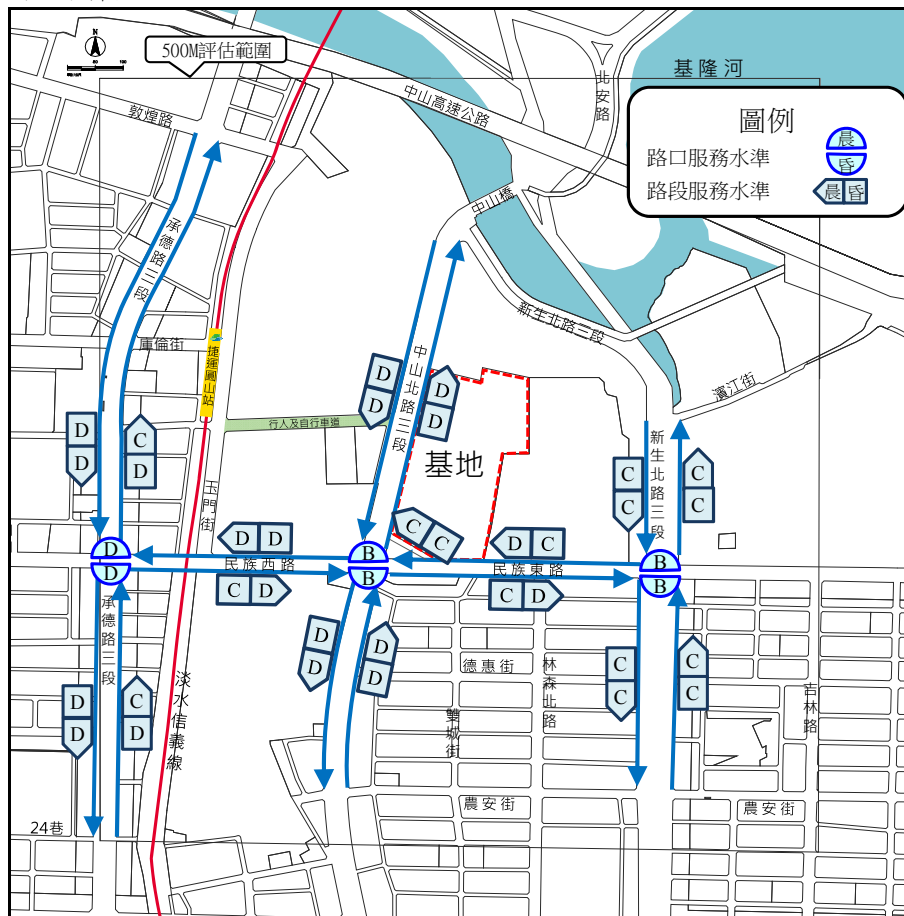 N
0 50 100
500M評估範圍
基隆河
北安路
中山高速公路
敦煌路
圖例
路口服務水準
晨
昏
路段服務水準
晨 昏
中山橋
承德路三段
新生北路三段
庫倫街
捷運圓山站
中山北路三段
濱江街
D
D
D
D
行人及自行車道
D
D
C
D
基地
新生北路三段
C
C
C
C
玉門街
D D
C C
D C
D
D
民族西路
B
B
民族東路
B
B
C D
C D
承德路三段
D
D
D
D
德惠街
林森北路
C
C
C
C
吉林路
D
D
C
D
淡水信義線
雙城街
農安街
農安街
24巷